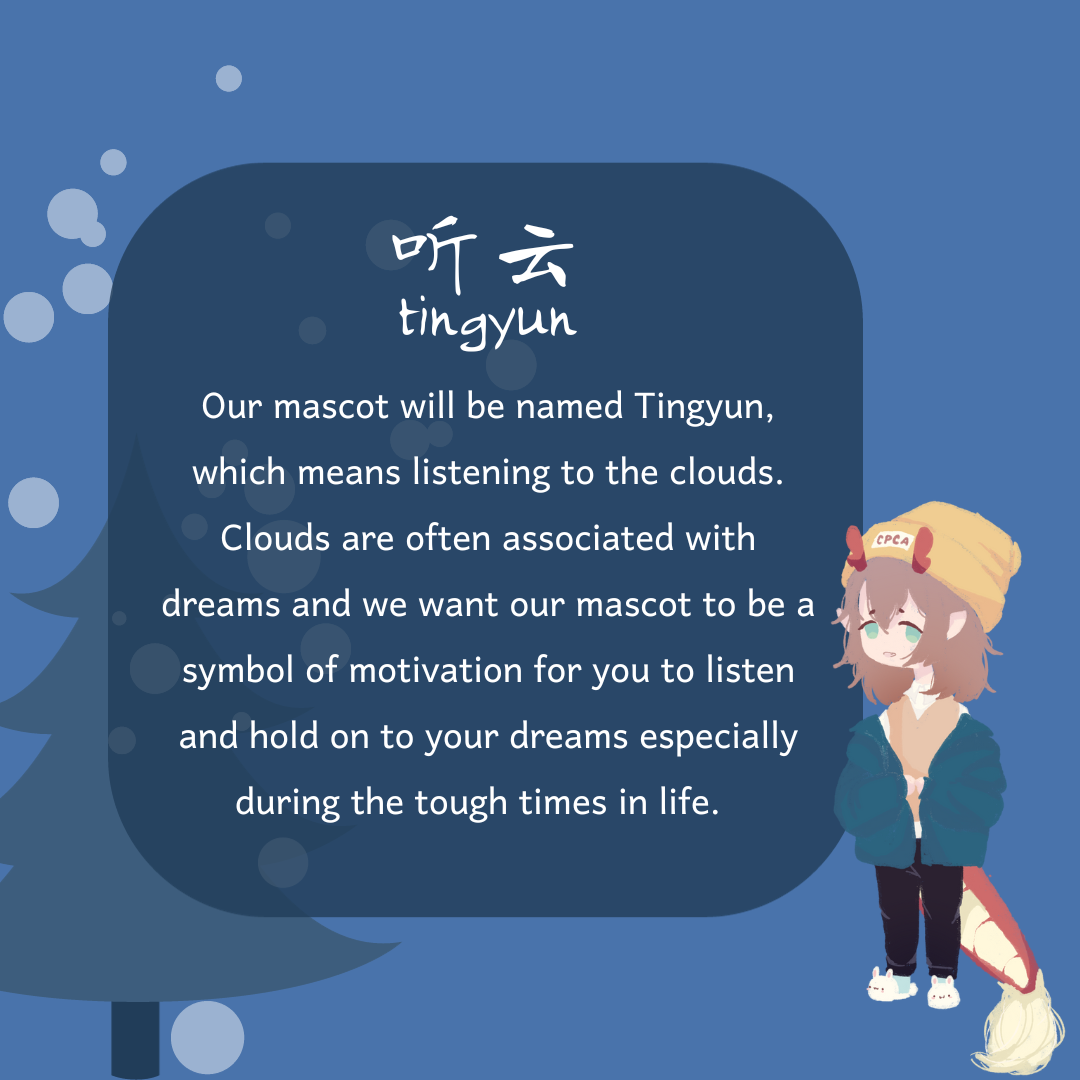 听云
tingyun
Our mascot will be named Tingyun,
which means listening to the clouds.
Clouds are often associated with
dreams and we want our mascot to be a
symbol of motivation for you to listen
and hold on to your dreams especially
during the tough times in life.
CPCA